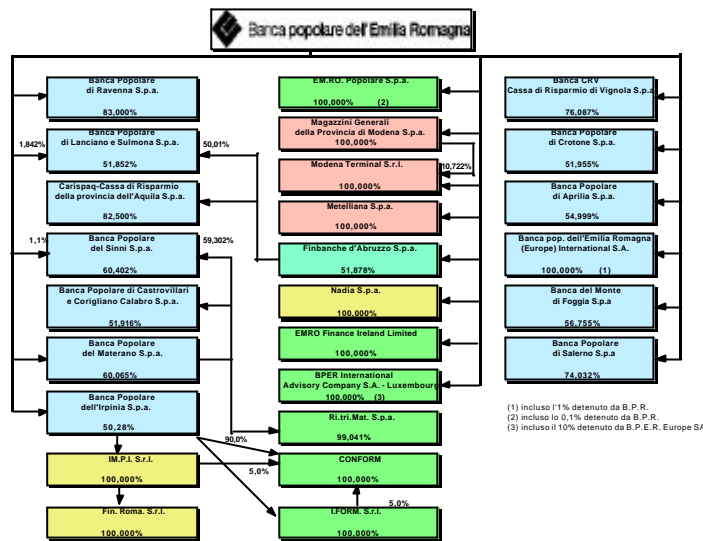 Banca popolare dell'Emilia Romagna
Banca Popolare
di Ravenna S.p.a.
83,000%
1,842%
Banca Popolare
di Lanciano e Sulmona S.p.a.
51,852%
50,01%
Carispaq-Cassa di Risparmio
della provincia dell'Aquila S.p.a.
82,500%
1,1%
Banca Popolare
del Sinni
60,402%
59,302%
Banca Popolare di Castrovillari
e Corigliano Calabro S.p.a.
51,916%
Banca Popolare
del Materano S.p.a.
60,065%
Banca Popolare
dell'Irpinia S.p.a.
50,28%
IM.P.I. S.r.l.
100,000%
Fin. Roma. S.r.l.
100,000%
EM.RO. Popolare S.p.a.
100,000% (2)
Magazzini Generali
della Provincia di Modena S.p.a.
100,000%
10,722%
Modena Terminal S.r.l.
100,000%
Metelliana S.p.a.
100,000%
Finbanche d'Abruzzo S.p.a.
51,878%
Nadia S.p.a.
100,000%
EMRO Finance Ireland Limited
100,000%
BPER International
Advisory Company S.A. - Luxembourg
100,000% (3)
Ri.tri.Mat. S.p.a.
99,041%
90,0%
5,0%
CONFORM
100,000%
5,0%
I.FORM. S.r.l.
100,000%
Banca CRV
Cassa di Risparmio di Vignola S.p.a
76,087%
Banca Popolare
di Crotone S.p.a.
51,955%
Banca Popolare
di Aprilia S.p.a.
54,999%
Banca pop. dell'Emilia Romagna
(Europe) International S.A.
100,000% (1)
Banca del Monte
di Foggia S.p.a
56,755%
Banca Popolare
di Salerno S.p.a
74,032%
(1) incluso l'1% detenuto da B.P.R.
(2) incluso lo 0,1% detenuto da B.P.R.
(3) incluso il 10% detenuto da B.P.E.R. Europe SA